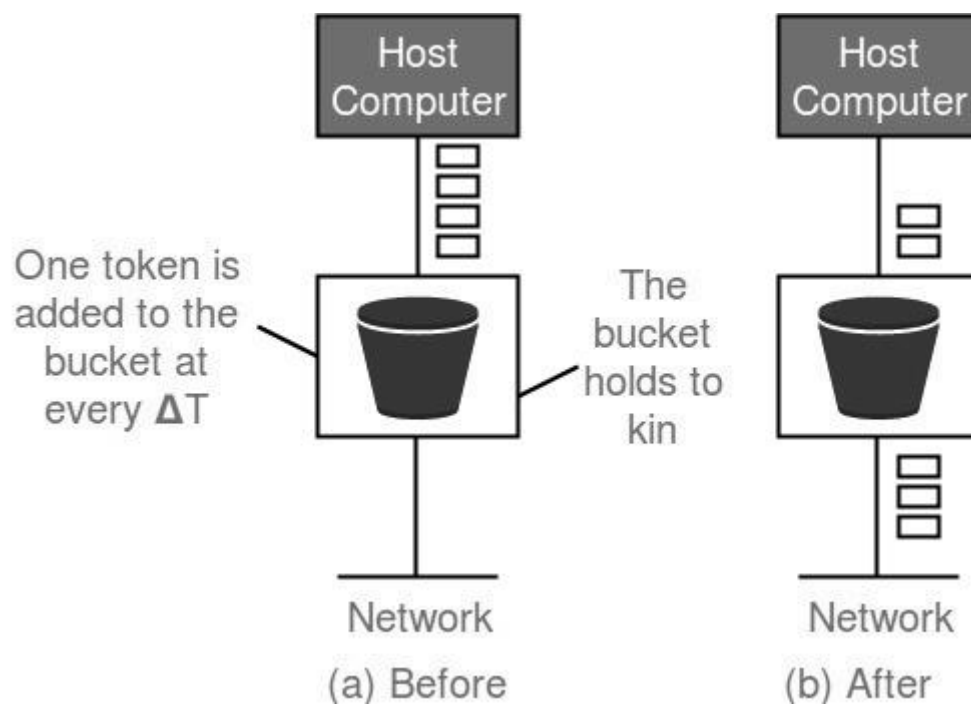 Host
Computer
One token is
added to the
bucket at
every ΔT
The
bucket
holds to
kin
Network
(a) Before
Host
Computer
Network
(b) After